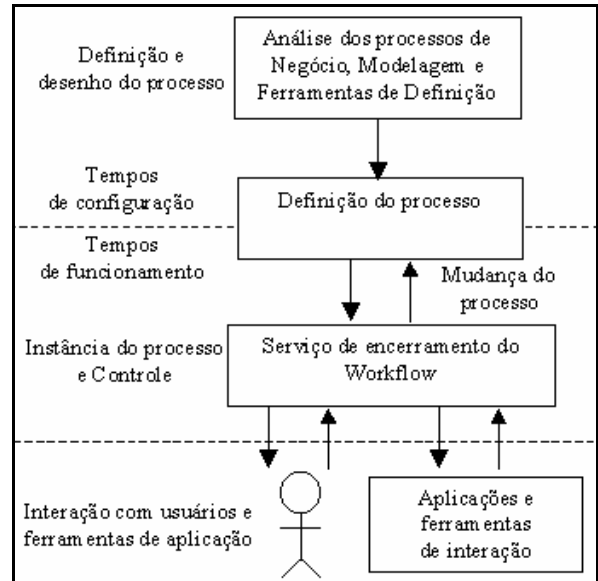 Definição e
desenho do processo
Análise dos processos de
Negócio, Modelagem e
Ferramentas de Definição
Tempos
de configuração
Definição do processo
Tempos
de funcionamento
Mudança do
processo
Instância do processo
e Controle
Serviço de encerramento do
Workflow
Interação com usuários e
ferramentas de aplicação
Aplicações e
ferramentas
de interação